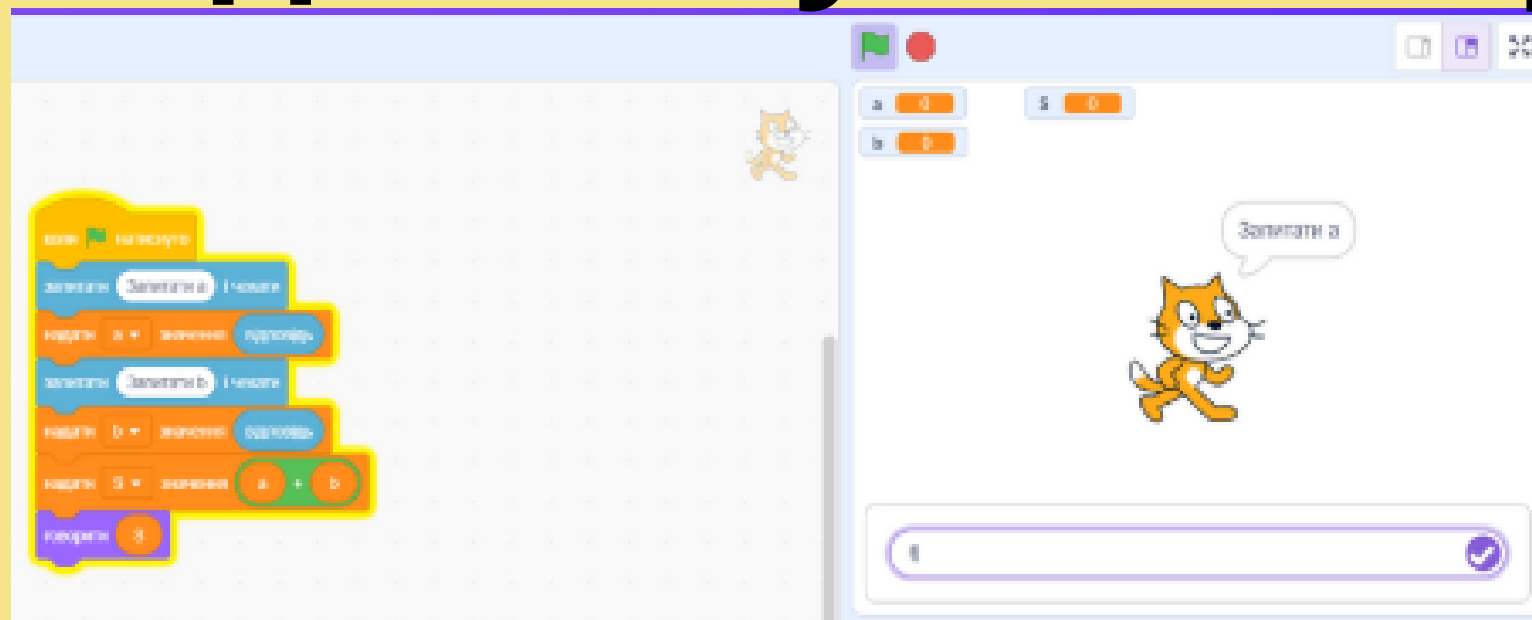 a 0
S 0
b 0
Запитати a
коли натиснуто
запитати Запитати a і чекати
надати a значення відповідь
запитати Запитати b і чекати
надати b значення відповідь
надати S значення a + b
говорити S